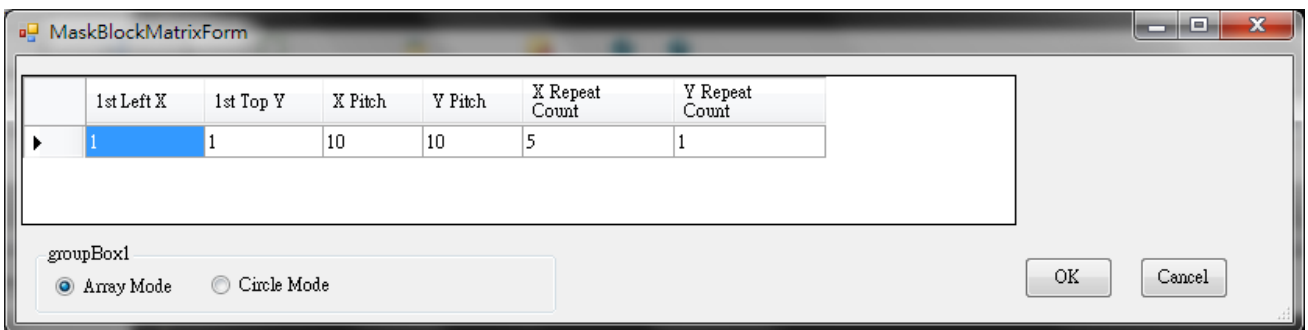 MaskBlockMatrixForm
1st Left X 1st Top Y X Pitch Y Pitch X Repeat Count Y Repeat Count
1 1 10 10 5 1
groupBox1
Array Mode Circle Mode
OK Cancel